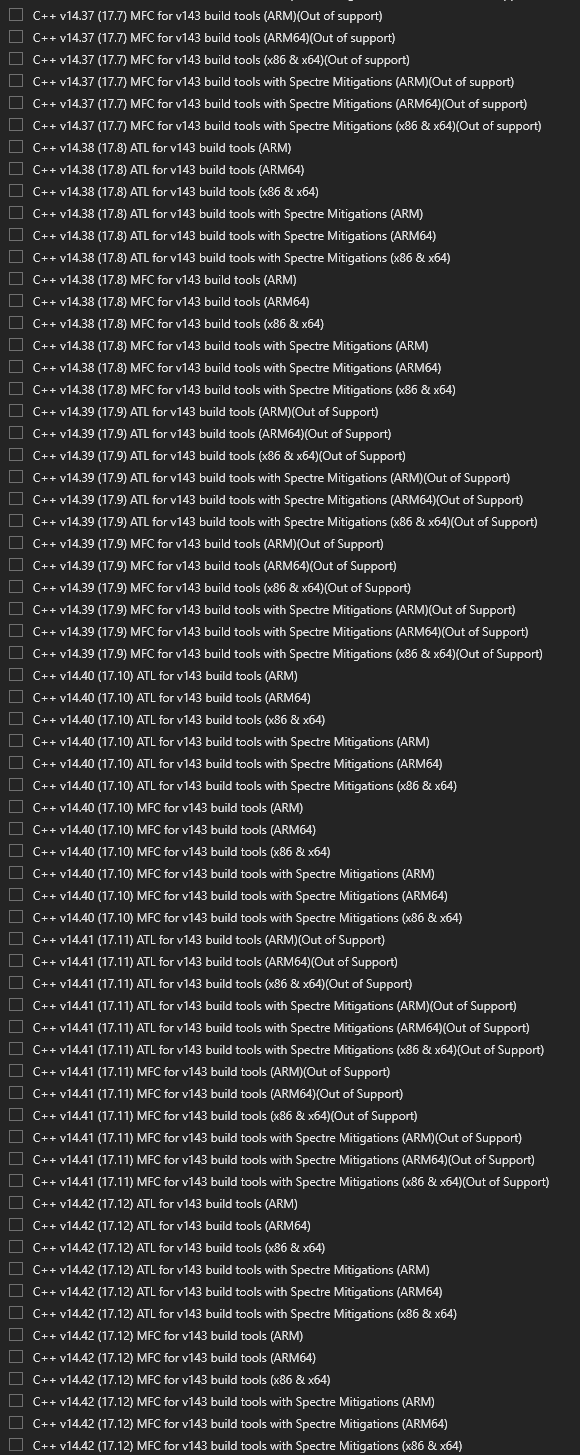 C++ v14.37 (17.7) MFC for v143 build tools (ARM)(Out of support)
C++ v14.37 (17.7) MFC for v143 build tools (ARM64)(Out of support)
C++ v14.37 (17.7) MFC for v143 build tools (x86 & x64)(Out of support)
C++ v14.37 (17.7) MFC for v143 build tools with Spectre Mitigations (ARM)(Out of support)
C++ v14.37 (17.7) MFC for v143 build tools with Spectre Mitigations (ARM64)(Out of support)
C++ v14.37 (17.7) MFC for v143 build tools with Spectre Mitigations (x86 & x64)(Out of support)
C++ v14.38 (17.8) ATL for v143 build tools (ARM)
C++ v14.38 (17.8) ATL for v143 build tools (ARM64)
C++ v14.38 (17.8) ATL for v143 build tools (x86 & x64)
C++ v14.38 (17.8) ATL for v143 build tools with Spectre Mitigations (ARM)
C++ v14.38 (17.8) ATL for v143 build tools with Spectre Mitigations (ARM64)
C++ v14.38 (17.8) ATL for v143 build tools with Spectre Mitigations (x86 & x64)
C++ v14.38 (17.8) MFC for v143 build tools (ARM)
C++ v14.38 (17.8) MFC for v143 build tools (ARM64)
C++ v14.38 (17.8) MFC for v143 build tools (x86 & x64)
C++ v14.38 (17.8) MFC for v143 build tools with Spectre Mitigations (ARM)
C++ v14.38 (17.8) MFC for v143 build tools with Spectre Mitigations (ARM64)
C++ v14.38 (17.8) MFC for v143 build tools with Spectre Mitigations (x86 & x64)
C++ v14.39 (17.9) ATL for v143 build tools (ARM)(Out of Support)
C++ v14.39 (17.9) ATL for v143 build tools (ARM64)(Out of Support)
C++ v14.39 (17.9) ATL for v143 build tools (x86 & x64)(Out of Support)
C++ v14.39 (17.9) ATL for v143 build tools with Spectre Mitigations (ARM)(Out of Support)
C++ v14.39 (17.9) ATL for v143 build tools with Spectre Mitigations (ARM64)(Out of Support)
C++ v14.39 (17.9) ATL for v143 build tools with Spectre Mitigations (x86 & x64)(Out of Support)
C++ v14.39 (17.9) MFC for v143 build tools (ARM)(Out of Support)
C++ v14.39 (17.9) MFC for v143 build tools (ARM64)(Out of Support)
C++ v14.39 (17.9) MFC for v143 build tools (x86 & x64)(Out of Support)
C++ v14.39 (17.9) MFC for v143 build tools with Spectre Mitigations (ARM)(Out of Support)
C++ v14.39 (17.9) MFC for v143 build tools with Spectre Mitigations (ARM64)(Out of Support)
C++ v14.39 (17.9) MFC for v143 build tools with Spectre Mitigations (x86 & x64)(Out of Support)
C++ v14.40 (17.10) ATL for v143 build tools (ARM)
C++ v14.40 (17.10) ATL for v143 build tools (ARM64)
C++ v14.40 (17.10) ATL for v143 build tools (x86 & x64)
C++ v14.40 (17.10) ATL for v143 build tools with Spectre Mitigations (ARM)
C++ v14.40 (17.10) ATL for v143 build tools with Spectre Mitigations (ARM64)
C++ v14.40 (17.10) ATL for v143 build tools with Spectre Mitigations (x86 & x64)
C++ v14.40 (17.10) MFC for v143 build tools (ARM)
C++ v14.40 (17.10) MFC for v143 build tools (ARM64)
C++ v14.40 (17.10) MFC for v143 build tools (x86 & x64)
C++ v14.40 (17.10) MFC for v143 build tools with Spectre Mitigations (ARM)
C++ v14.40 (17.10) MFC for v143 build tools with Spectre Mitigations (ARM64)
C++ v14.40 (17.10) MFC for v143 build tools with Spectre Mitigations (x86 & x64)
C++ v14.41 (17.11) ATL for v143 build tools (ARM)(Out of Support)
C++ v14.41 (17.11) ATL for v143 build tools (ARM64)(Out of Support)
C++ v14.41 (17.11) ATL for v143 build tools (x86 & x64)(Out of Support)
C++ v14.41 (17.11) ATL for v143 build tools with Spectre Mitigations (ARM)(Out of Support)
C++ v14.41 (17.11) ATL for v143 build tools with Spectre Mitigations (ARM64)(Out of Support)
C++ v14.41 (17.11) ATL for v143 build tools with Spectre Mitigations (x86 & x64)(Out of Support)
C++ v14.41 (17.11) MFC for v143 build tools (ARM)(Out of Support)
C++ v14.41 (17.11) MFC for v143 build tools (ARM64)(Out of Support)
C++ v14.41 (17.11) MFC for v143 build tools (x86 & x64)(Out of Support)
C++ v14.41 (17.11) MFC for v143 build tools with Spectre Mitigations (ARM)(Out of Support)
C++ v14.41 (17.11) MFC for v143 build tools with Spectre Mitigations (ARM64)(Out of Support)
C++ v14.41 (17.11) MFC for v143 build tools with Spectre Mitigations (x86 & x64)(Out of Support)
C++ v14.42 (17.12) ATL for v143 build tools (ARM)
C++ v14.42 (17.12) ATL for v143 build tools (ARM64)
C++ v14.42 (17.12) ATL for v143 build tools (x86 & x64)
C++ v14.42 (17.12) ATL for v143 build tools with Spectre Mitigations (ARM)
C++ v14.42 (17.12) ATL for v143 build tools with Spectre Mitigations (ARM64)
C++ v14.42 (17.12) ATL for v143 build tools with Spectre Mitigations (x86 & x64)
C++ v14.42 (17.12) MFC for v143 build tools (ARM)
C++ v14.42 (17.12) MFC for v143 build tools (ARM64)
C++ v14.42 (17.12) MFC for v143 build tools (x86 & x64)
C++ v14.42 (17.12) MFC for v143 build tools with Spectre Mitigations (ARM)
C++ v14.42 (17.12) MFC for v143 build tools with Spectre Mitigations (ARM64)
C++ v14.42 (17.12) MFC for v143 build tools with Spectre Mitigations (x86 & x64)